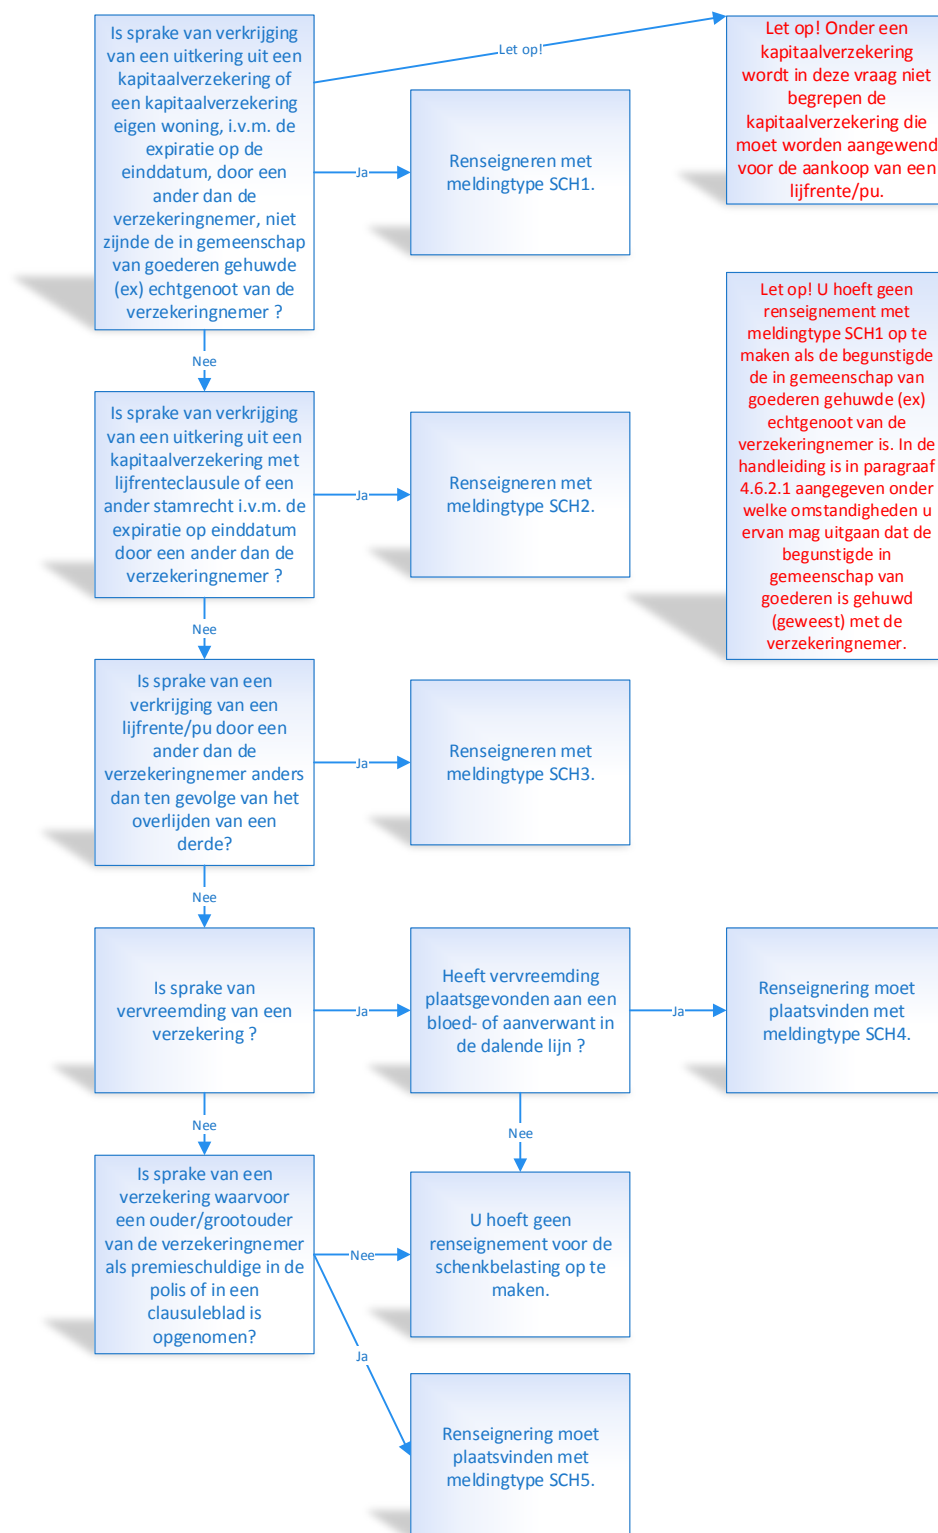 Is sprake van verkrijging
van een uitkering uit een
kapitaalverzekering of
een kapitaalverzekering
eigen woning, i.v.m. de
expiratie op de
einddatum, door een
ander dan de
verzekeringnemer, niet
zijnde de in gemeenschap
van goederen gehuwde
(ex) echtgenoot van de
verzekeringnemer ?
Let op!
Let op! Onder een
kapitaalverzekering
wordt in deze vraag niet
begrepen de
kapitaalverzekering die
moet worden aangewend
voor de aankoop van een
lijfrente/pu.
Ja
Renseigneren met
meldingtype SCH1.
Let op! U hoeft geen
renseignement met
meldingtype SCH1 op te
maken als de begunstigde
de in gemeenschap van
goederen gehuwde (ex)
echtgenoot van de
verzekeringnemer is. In de
handleiding is in paragraaf
4.6.2.1 aangegeven onder
welke omstandigheden u
ervan mag uitgaan dat de
begunstigde in
gemeenschap van
goederen is gehuwd
(geweest) met de
verzekeringnemer.
Nee
Is sprake van verkrijging
van een uitkering uit een
kapitaalverzekering met
lijfrenteclausule of een
ander stamrecht i.v.m. de
expiratie op einddatum
door een ander dan de
verzekeringnemer ?
Ja
Renseigneren met
meldingtype SCH2.
Nee
Is sprake van een
verkrijging van een
lijfrente/pu door een
ander dan de
verzekeringnemer anders
dan ten gevolge van het
overlijden van een
derde?
Ja
Renseigneren met
meldingtype SCH3.
Nee
Is sprake van
vervreemding van een
verzekering ?
Ja
Heeft vervreemding
plaatsgevonden aan een
bloed- of aanverwant in
de dalende lijn ?
Ja
Renseignering moet
plaatsvinden met
meldingtype SCH4.
Nee
Nee
Is sprake van een
verzekering waarvoor
een ouder/grootouder
van de verzekeringnemer
als premieschuldige in de
polis of in een
clausuleblad is
opgenomen?
Nee
U hoeft geen
renseignement voor de
schenkbelasting op te
maken.
Ja
Renseignering moet
plaatsvinden met
meldingtype SCH5.